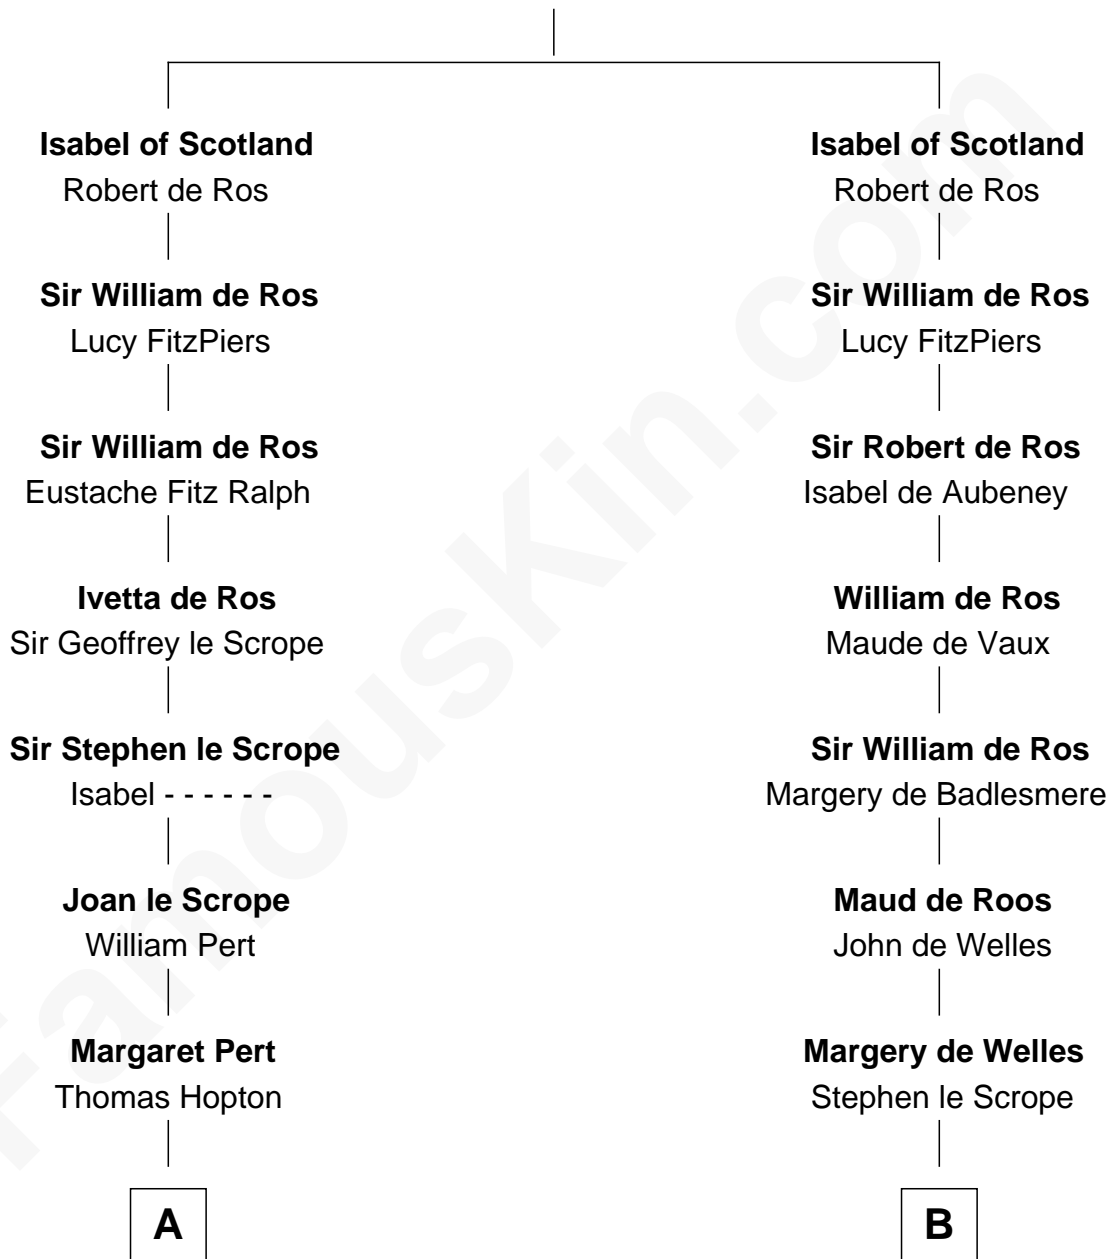 Isabel of Scotland
Robert de Ros
Sir William de Ros
Lucy FitzPiers
Sir William de Ros
Eustache Fitz Ralph
Ivetta de Ros
Sir Geoffrey le Scrope
Sir Stephen le Scrope
Isabel - - - - - -
Joan le Scrope
William Pert
Margaret Pert
Thomas Hopton
A
Isabel of Scotland
Robert de Ros
Sir William de Ros
Lucy FitzPiers
Sir Robert de Ros
Isabel de Aubeney
William de Ros
Maude de Vaux
Sir William de Ros
Margery de Badlesmere
Maud de Roos
John de Welles
Margery de Welles
Stephen le Scrope
B
FamousKin.com